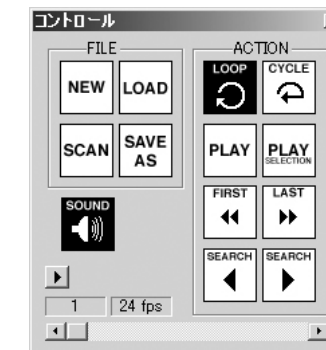 コントロール
FILE
NEW LOAD
SCAN SAVE AS
SOUND
1 24 fps
ACTION
LOOP CYCLE
PLAY PLAY SELECTION
FIRST LAST
SEARCH SEARCH